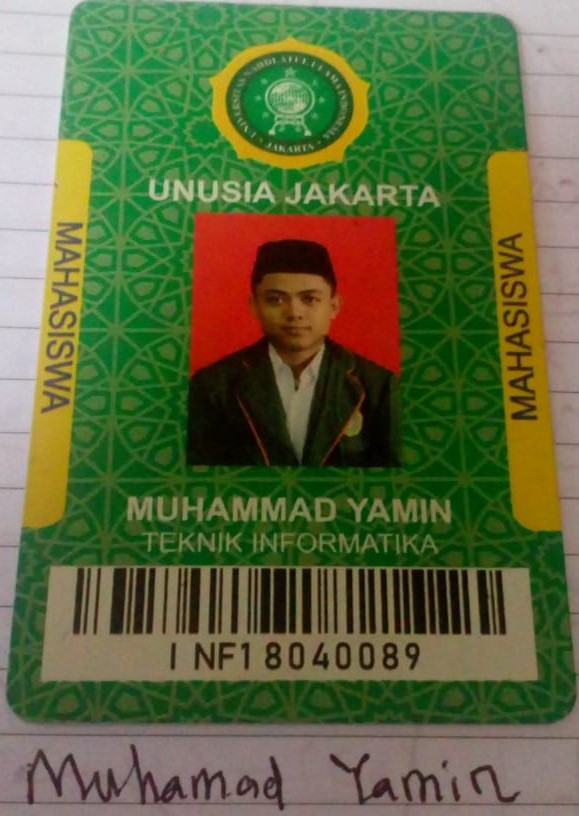 UNIVERSITAS NAHDLATUL ULAMA INDONESIA
JAKARTA
UNUSIA JAKARTA
MAHASISWA
MAHASISWA
MUHAMMAD YAMIN
TEKNIK INFORMATIKA
I NF18040089
Muhamad Yamin